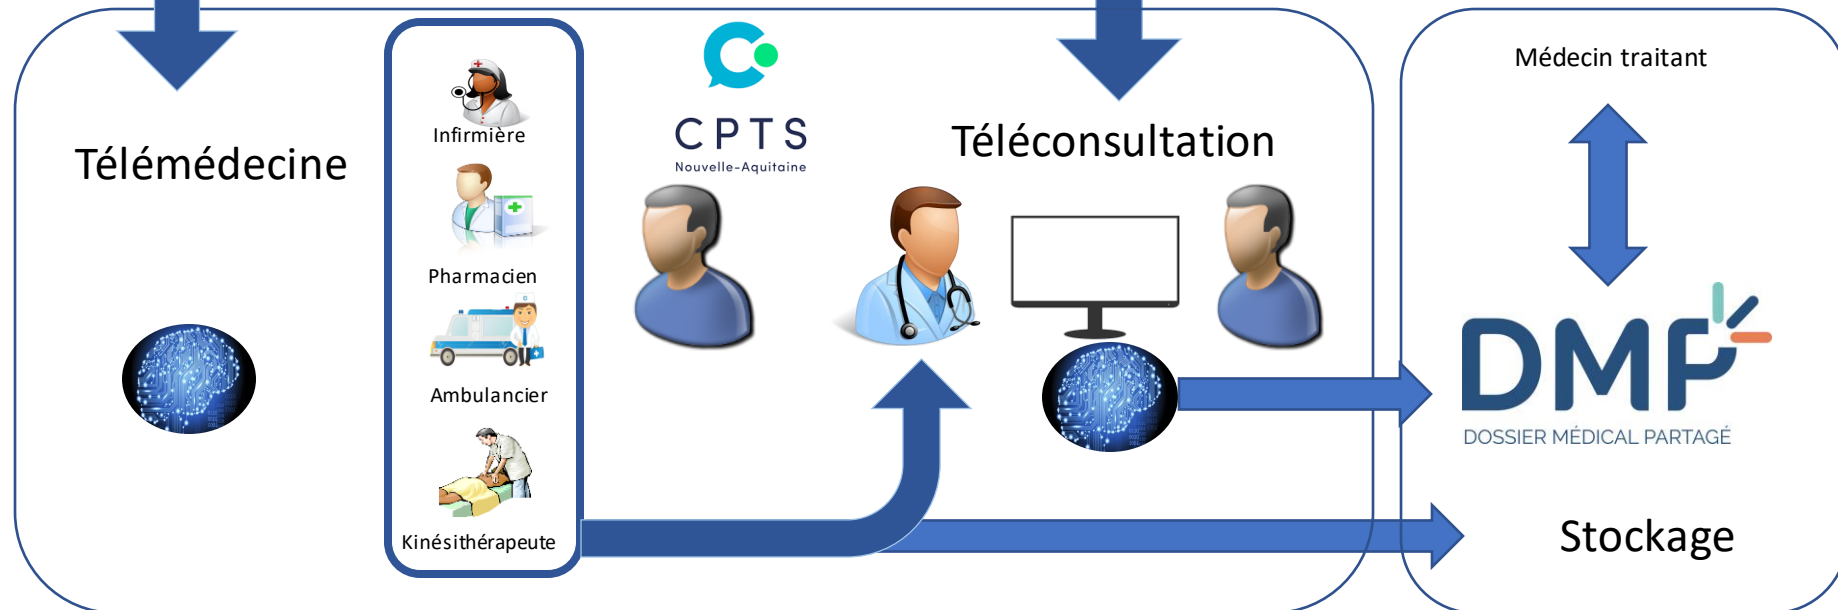 Télémédecine
Infirmière
Pharmacien
Ambulancier
Kinésithérapeute
CPTS
Nouvelle-Aquitaine
Téléconsultation
Médecin traitant
DMP
DOSSIER MÉDICAL PARTAGÉ
Stockage